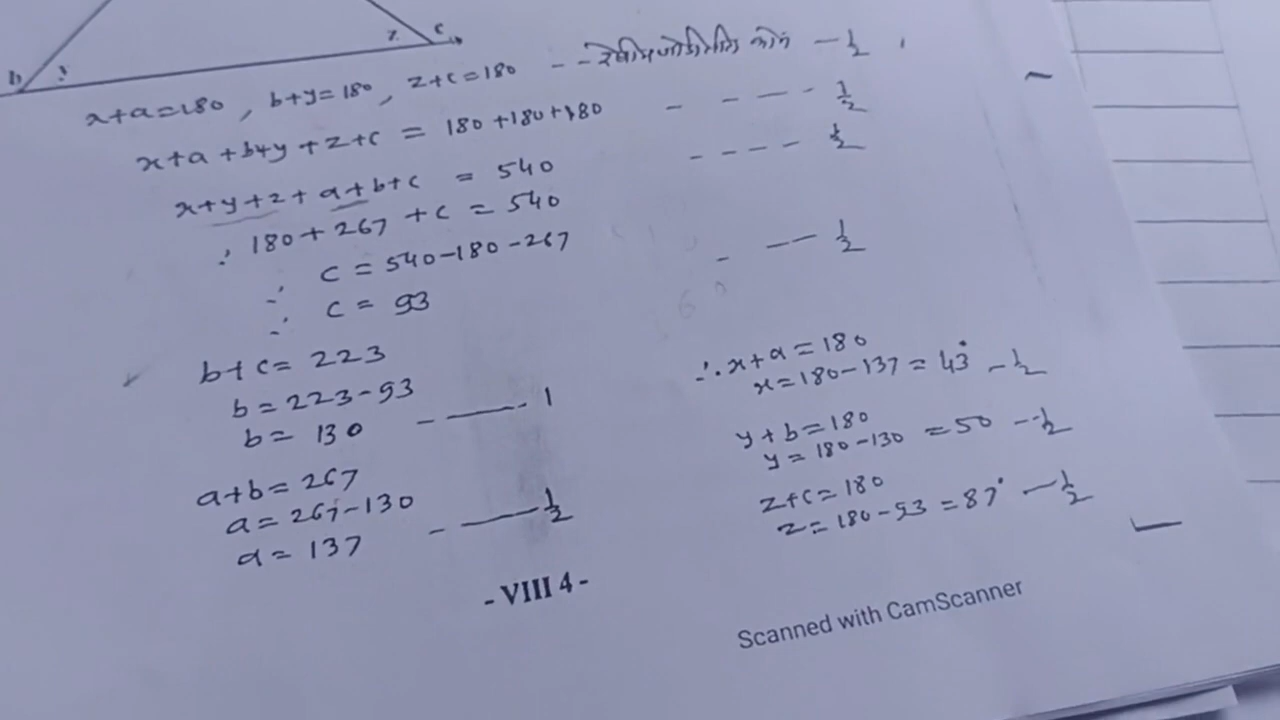 z c
b y
x+a=180, b+y=180, z+c=180 - - रेषीय जोडीतील कोन - 1/2
x+a+b+y+z+c = 180+180+180 - - - - 1/2
x+y+z+a+b+c = 540 - - - - 1/2
∴ 180+267+c = 540
∴ c = 540-180-267
∴ c = 93 - - - 1/2
b+c= 223
b= 223-93
b= 130 - - - 1
a+b= 267
a= 267-130
a= 137 - - 1/2
∴ x+a=180
x=180-137=43° - 1/2
y+b=180
y=180-130 =50 - - 1/2
z+c=180
z=180-93=87° - 1/2
- VIII 4 -
Scanned with CamScanner